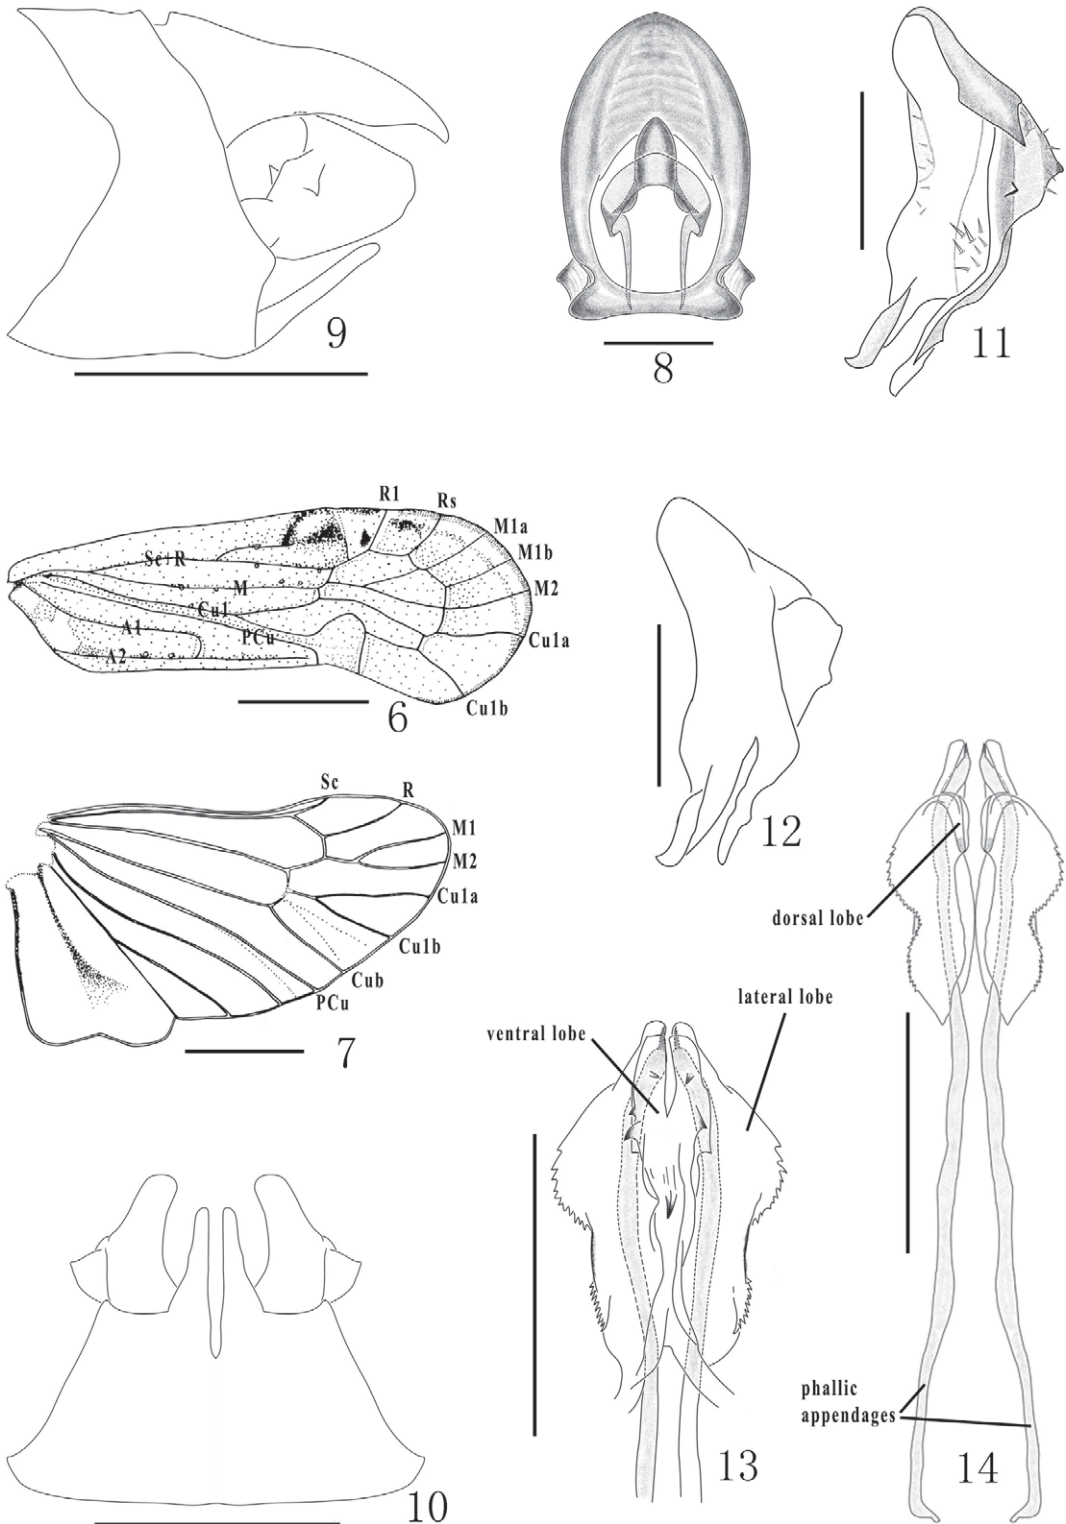 9
8
11
R1
Rs
M1a
M1b
M2
Cu1a
Cu1b
Sc+R
M
Cu1
A1
PCu
A2
6
12
Sc
R
M1
M2
Cu1a
Cu1b
Cub
PCu
7
dorsal lobe
lateral lobe
ventral lobe
phallic
appendages
13
14
10